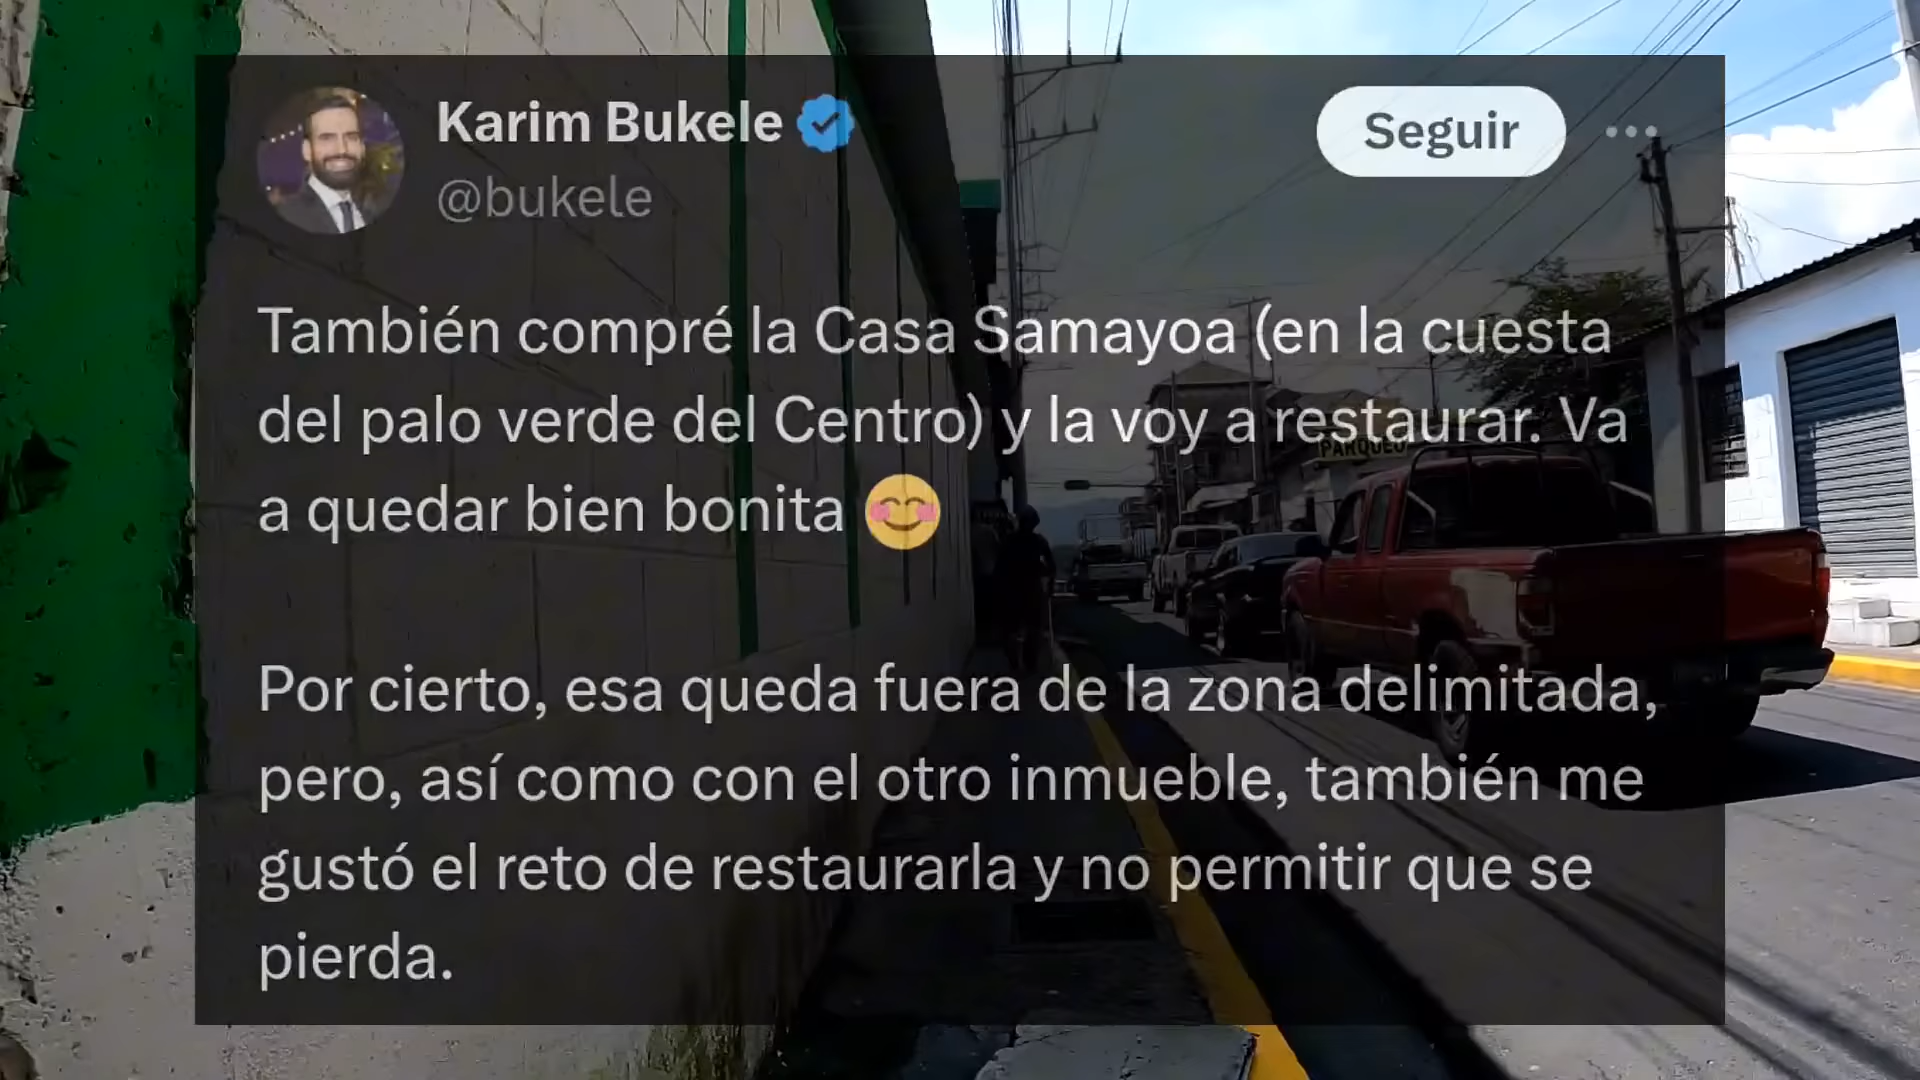 Karim Bukele
@bukele
Seguir
También compré la Casa Samayoa (en la cuesta
del palo verde del Centro) y la voy a restaurar. Va
a quedar bien bonita 😊
PARQUEO
Por cierto, esa queda fuera de la zona delimitada,
pero, así como con el otro inmueble, también me
gustó el reto de restaurarla y no permitir que se
pierda.